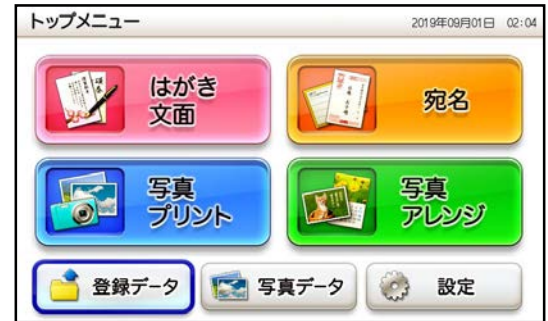 トップメニュー
2019年09月01日 02:04
はがき
文面
宛名
写真
プリント
写真
アレンジ
登録データ
写真データ
設定